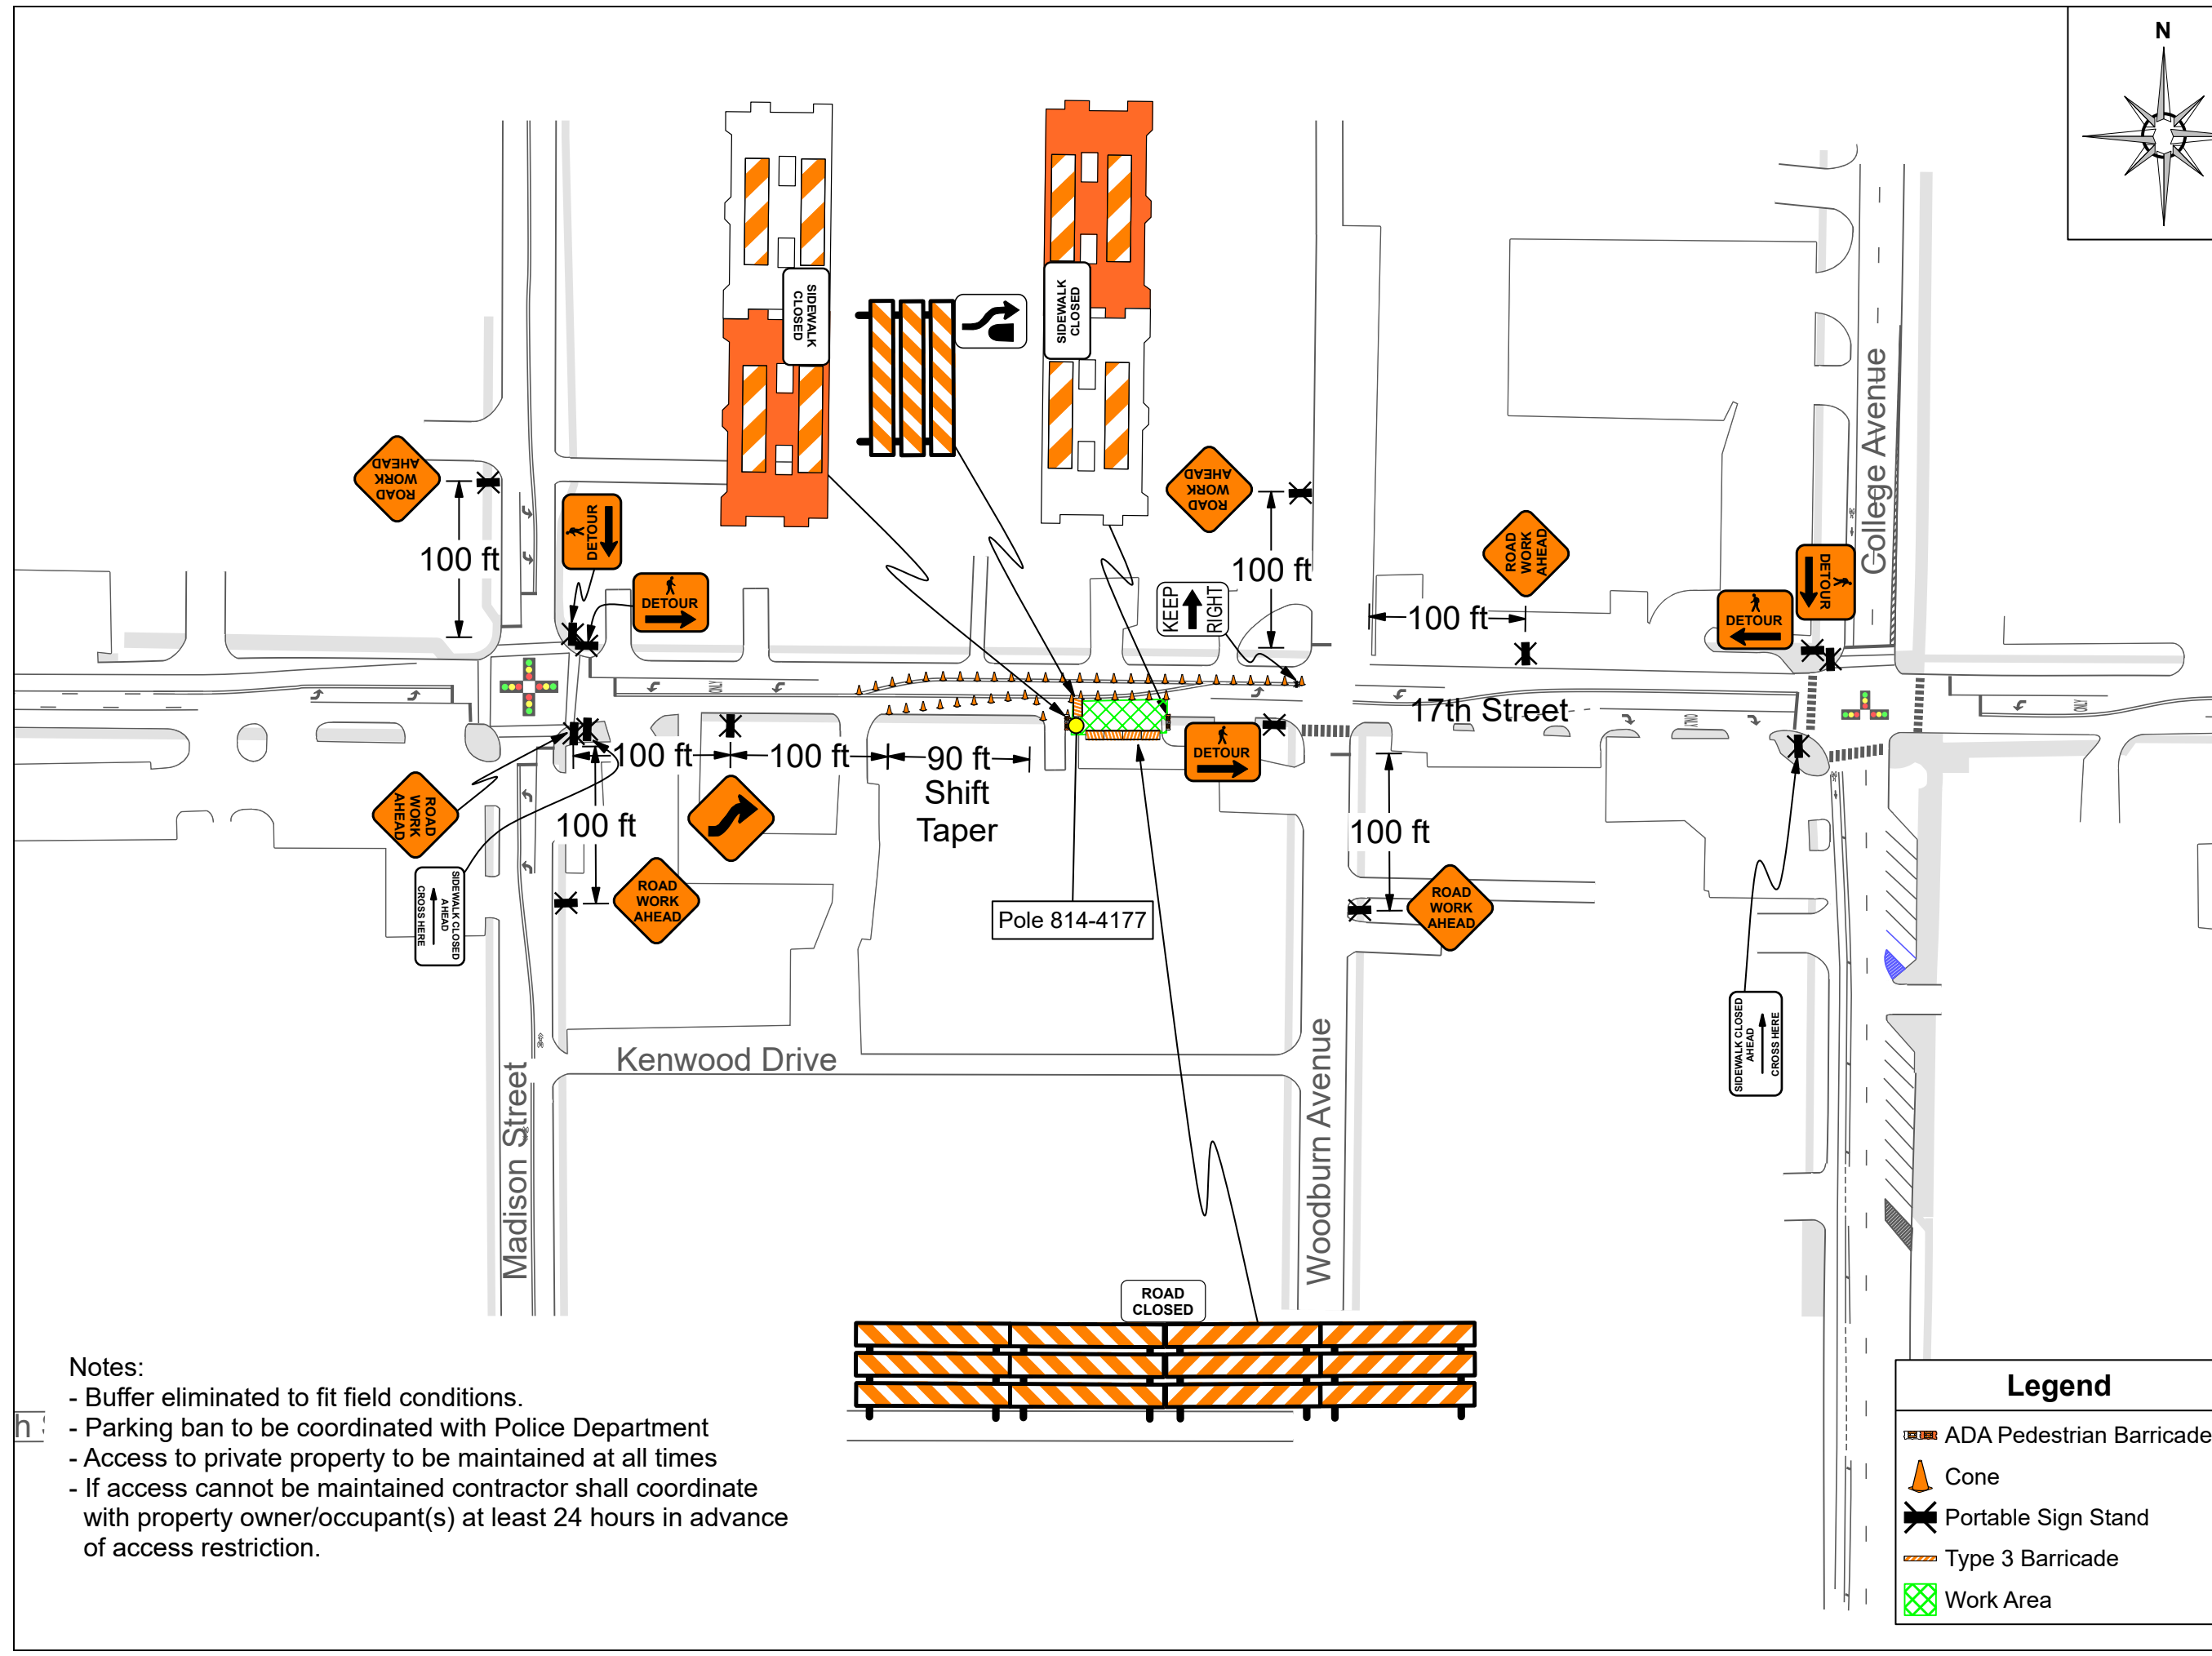 N
SIDEWALK
CLOSED
SIDEWALK
CLOSED
ROAD
WORK
AHEAD
100 ft
DETOUR
DETOUR
ROAD
WORK
AHEAD
100 ft
KEEP
RIGHT
ROAD
WORK
AHEAD
100 ft
DETOUR
DETOUR
College Avenue
ONLY
17th Street
ONLY
ONLY
100 ft
100 ft
90 ft
Shift
Taper
DETOUR
ROAD
WORK
AHEAD
100 ft
100 ft
SIDEWALK CLOSED
AHEAD
CROSS HERE
ROAD
WORK
AHEAD
ROAD
WORK
AHEAD
Pole 814-4177
SIDEWALK CLOSED
AHEAD
CROSS HERE
Kenwood Drive
Madison Street
Woodburn Avenue
ROAD
CLOSED
Notes:
- Buffer eliminated to fit field conditions.
- Parking ban to be coordinated with Police Department
- Access to private property to be maintained at all times
- If access cannot be maintained contractor shall coordinate
with property owner/occupant(s) at least 24 hours in advance
of access restriction.
Legend
ADA Pedestrian Barricade
Cone
Portable Sign Stand
Type 3 Barricade
Work Area